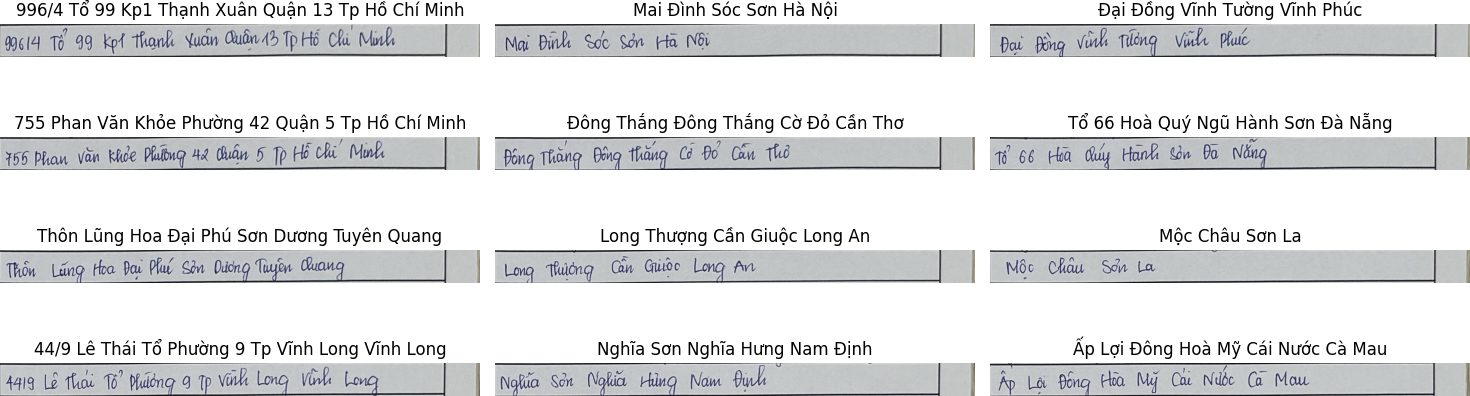 996/4 Tổ 99 Kp1 Thạnh Xuân Quận 13 Tp Hồ Chí Minh
Mai Đình Sóc Sơn Hà Nội
Đại Đồng Vĩnh Tường Vĩnh Phúc
996/4 Tổ 99 Kp1 Thạnh Xuân Quận 13 Tp Hồ Chí Minh
Mai Đình Sóc Sơn Hà Nội
Đại Đồng Vĩnh Tường Vĩnh Phúc
755 Phan Văn Khỏe Phường 42 Quận 5 Tp Hồ Chí Minh
Đông Thắng Đông Thắng Cờ Đỏ Cần Thơ
Tổ 66 Hoà Quý Ngũ Hành Sơn Đà Nẵng
755 Phan Văn Khỏe Phường 42 Quận 5 Tp Hồ Chí Minh
Đông Thắng Đông Thắng Cờ Đỏ Cần Thơ
Tổ 66 Hòa Quýy Hành Sơn Đà Nẵng
Thôn Lũng Hoa Đại Phú Sơn Dương Tuyên Quang
Long Thượng Cần Giuộc Long An
Mộc Châu Sơn La
Thôn Lũng Hoa Đại Phú Sơn Dương Tuyên Quang
Long Thượng Cần Giuộc Long An
Mộc Châu Sơn La
44/9 Lê Thái Tổ Phường 9 Tp Vĩnh Long Vĩnh Long
Nghĩa Sơn Nghĩa Hưng Nam Định
Ấp Lợi Đông Hoà Mỹ Cái Nước Cà Mau
44/9 Lê Thái Tổ Phường 9 Tp Vĩnh Long Vĩnh Long
Nghĩa Sơn Nghĩa Hưng Nam Định
Ấp Lợi Đông Hòa Mỹ Cái Nước Cà Mau